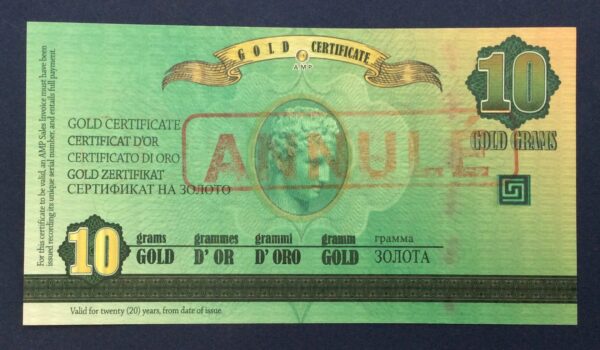 GOLD CERTIFICATE
AMP
10
GOLD GRAMS
For this certificate to be valid, an AMP Sales Invoice must have been
issued recording its unique serial number, and entails full payment.
GOLD CERTIFICATE
CERTIFICAT D'OR
CERTIFICATO DI ORO
GOLD ZERTIFIKAT
СЕРТИФИКАТ НА ЗОЛОТО
ANNULÉ
10
grams grammes grammi gramm грамма
GOLD D' OR D' ORO GOLD ЗОЛОТА
Valid for twenty (20) years, from date of issue.